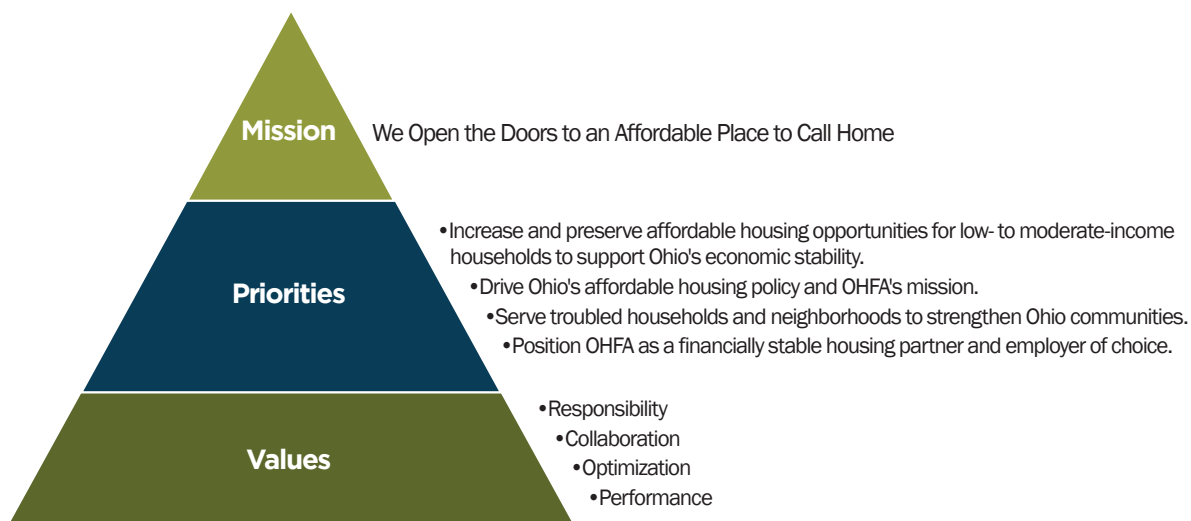 Mission
We Open the Doors to an Affordable Place to Call Home
Priorities
•Increase and preserve affordable housing opportunities for low- to moderate-income
households to support Ohio's economic stability.
•Drive Ohio's affordable housing policy and OHFA's mission.
•Serve troubled households and neighborhoods to strengthen Ohio communities.
•Position OHFA as a financially stable housing partner and employer of choice.
Values
•Responsibility
•Collaboration
•Optimization
•Performance